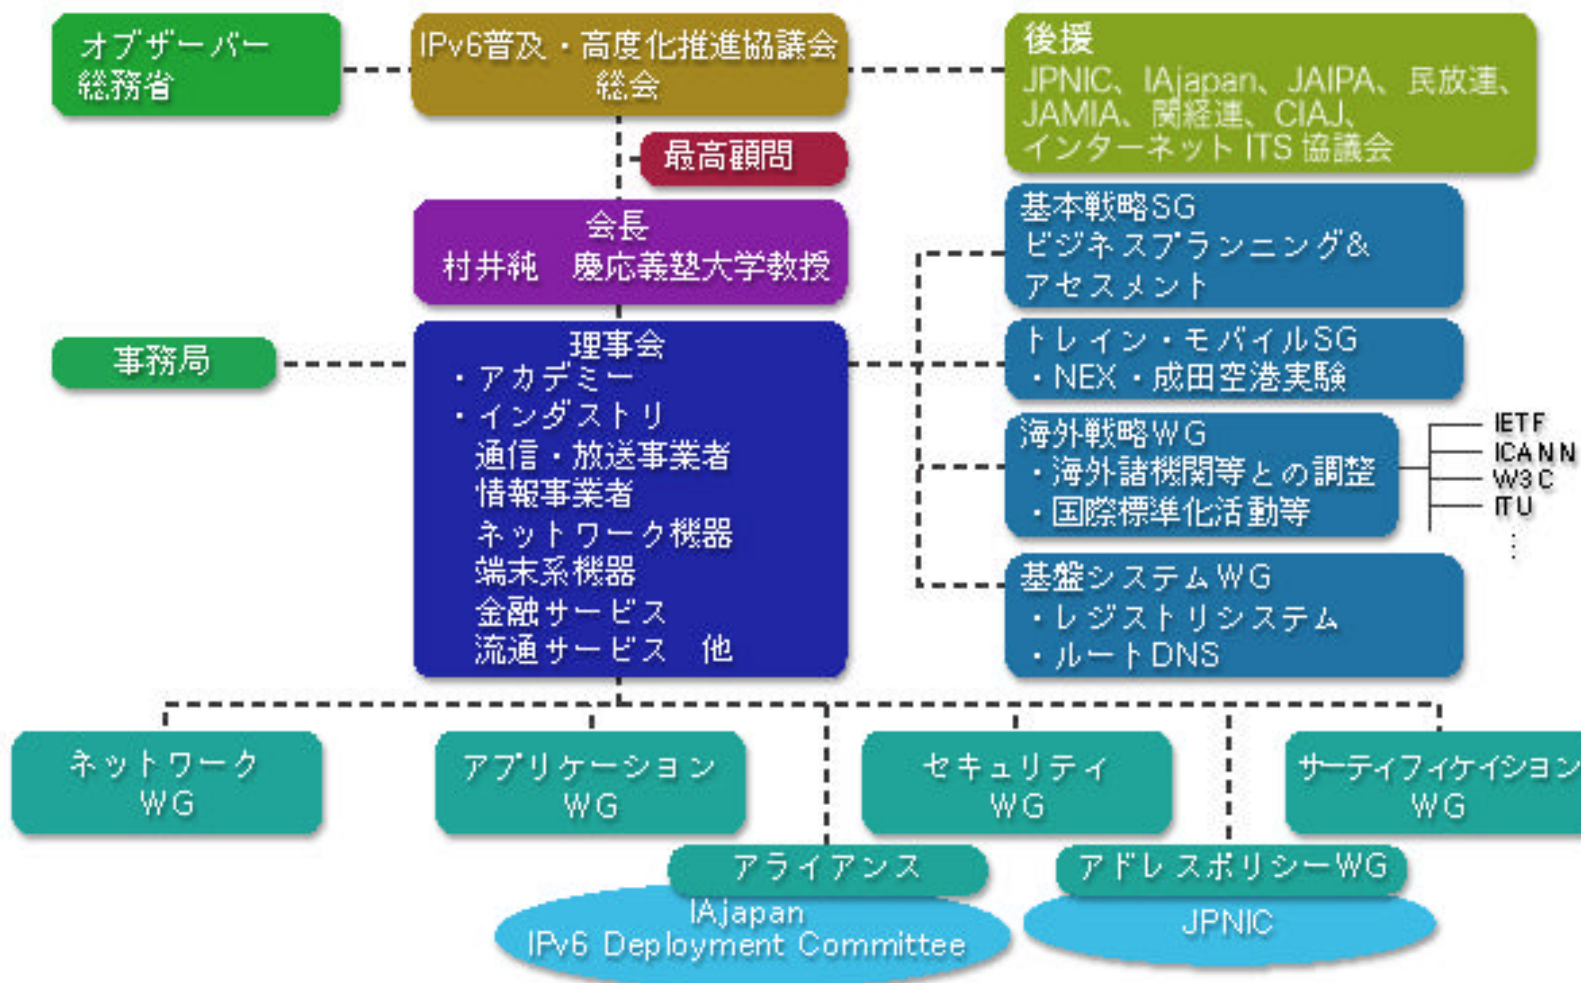 オブザーバー
総務省
IPv6普及・高度化推進協議会
総会
後援
JPNIC、IAjapan、JAIPA、民放連、
JAMIA、関経連、CIAJ、
インターネット ITS 協議会
最高顧問
会長
村井純　慶応義塾大学教授
事務局
理事会
・アカデミー
・インダストリ
通信・放送事業者
情報事業者
ネットワーク機器
端末系機器
金融サービス
流通サービス　他
基本戦略SG
ビジネスプランニング&
アセスメント
トレイン・モバイルSG
・NEX・成田空港実験
海外戦略WG
・海外諸機関等との調整
・国際標準化活動等
IETF
ICANN
W3C
ITU
⋮
基盤システムWG
・レジストリシステム
・ルートDNS
ネットワーク
WG
アプリケーション
WG
セキュリティ
WG
サーティフィケイション
WG
アライアンス
IAjapan
IPv6 Deployment Committee
アドレスポリシーWG
JPNIC